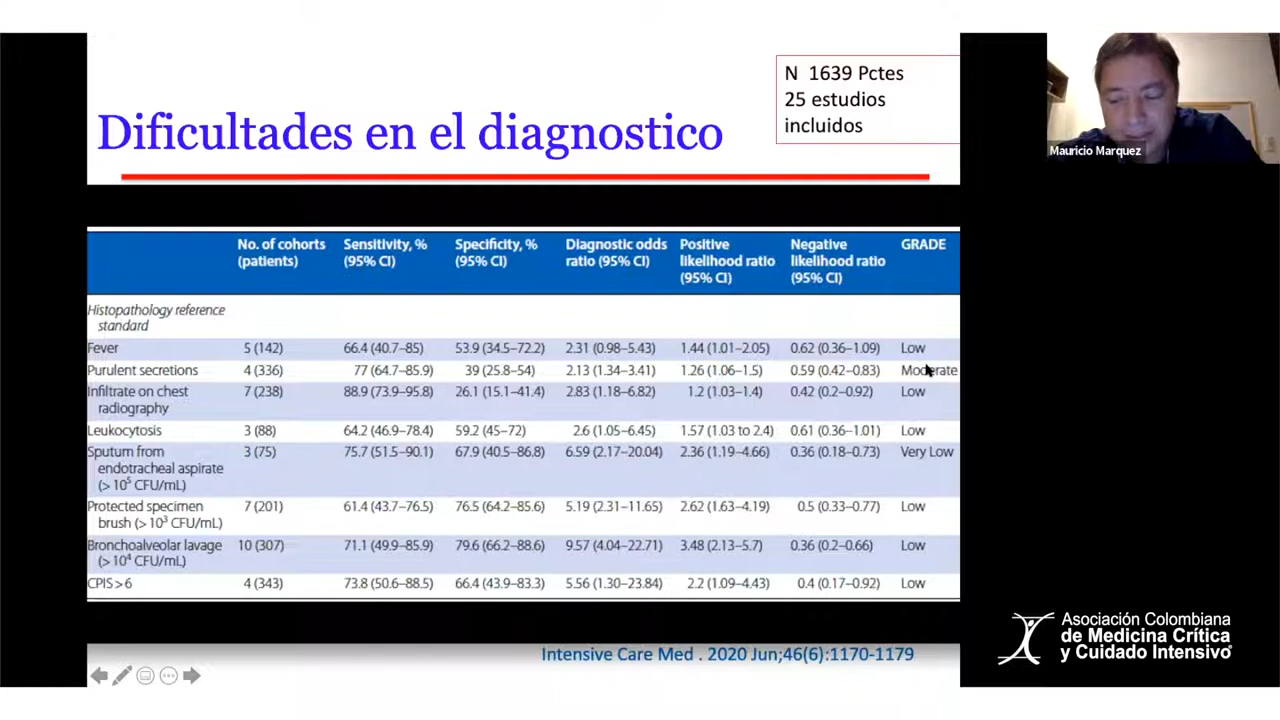 N 1639 Pctes
25 estudios
incluidos
Dificultades en el diagnostico
Mauricio Marquez
No. of cohorts (patients) Sensitivity, % (95% CI) Specificity, % (95% CI) Diagnostic odds ratio (95% CI) Positive likelihood ratio (95% CI) Negative likelihood ratio (95% CI) GRADE
Histopathology reference standard
Fever 5 (142) 66.4 (40.7–85) 53.9 (34.5–72.2) 2.31 (0.98–5.43) 1.44 (1.01–2.05) 0.62 (0.36–1.09) Low
Purulent secretions 4 (336) 77 (64.7–85.9) 39 (25.8–54) 2.13 (1.34–3.41) 1.26 (1.06–1.5) 0.59 (0.42–0.83) Moderate
Infiltrate on chest radiography 7 (238) 88.9 (73.9–95.8) 26.1 (15.1–41.4) 2.83 (1.18–6.82) 1.2 (1.03–1.4) 0.42 (0.2–0.92) Low
Leukocytosis 3 (88) 64.2 (46.9–78.4) 59.2 (45–72) 2.6 (1.05–6.45) 1.57 (1.03 to 2.4) 0.61 (0.36–1.01) Low
Sputum from endotracheal aspirate (> 10⁵ CFU/mL) 3 (75) 75.7 (51.5–90.1) 67.9 (40.5–86.8) 6.59 (2.17–20.04) 2.36 (1.19–4.66) 0.36 (0.18–0.73) Very Low
Protected specimen brush (> 10³ CFU/mL) 7 (201) 61.4 (43.7–76.5) 76.5 (64.2–85.6) 5.19 (2.31–11.65) 2.62 (1.63–4.19) 0.5 (0.33–0.77) Low
Bronchoalveolar lavage (> 10⁴ CFU/mL) 10 (307) 71.1 (49.9–85.9) 79.6 (66.2–88.6) 9.57 (4.04–22.71) 3.48 (2.13–5.7) 0.36 (0.2–0.66) Low
CPIS > 6 4 (343) 73.8 (50.6–88.5) 66.4 (43.9–83.3) 5.56 (1.30–23.84) 2.2 (1.09–4.43) 0.4 (0.17–0.92) Low
Intensive Care Med . 2020 Jun;46(6):1170-1179
Asociación Colombiana
de Medicina Crítica
y Cuidado Intensivo